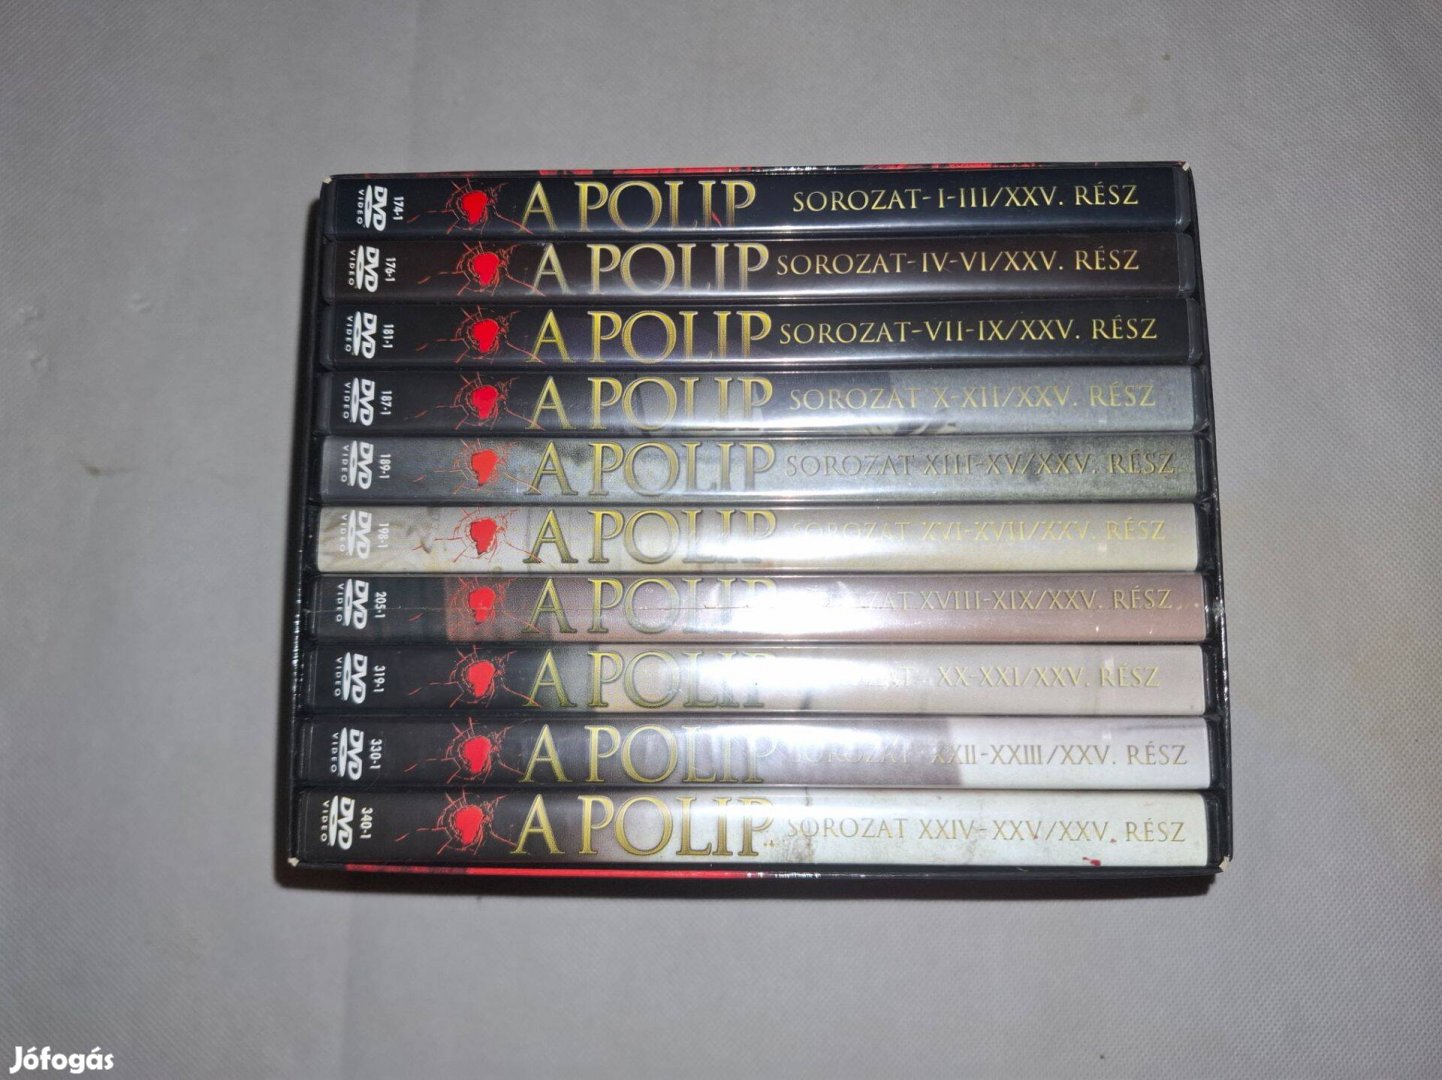 174-1 DVD VIDEO A POLIP SOROZAT-I-III/XXV. RÉSZ
176-1 DVD VIDEO A POLIP SOROZAT-IV-VI/XXV. RÉSZ
181-1 DVD VIDEO A POLIP SOROZAT-VII-IX/XXV. RÉSZ
187-1 DVD VIDEO A POLIP SOROZAT X-XII/XXV. RÉSZ
189-1 DVD VIDEO A POLIP SOROZAT XIII-XV/XXV. RÉSZ
198-1 DVD VIDEO A POLIP SOROZAT XVI-XVII/XXV. RÉSZ
205-1 DVD VIDEO A POLIP SOROZAT XVIII-XIX/XXV. RÉSZ
319-1 DVD VIDEO A POLIP SOROZAT XX-XXI/XXV. RÉSZ
330-1 DVD VIDEO A POLIP SOROZAT XXII-XXIII/XXV. RÉSZ
340-1 DVD VIDEO A POLIP SOROZAT XXIV-XXV/XXV. RÉSZ
Jófogás